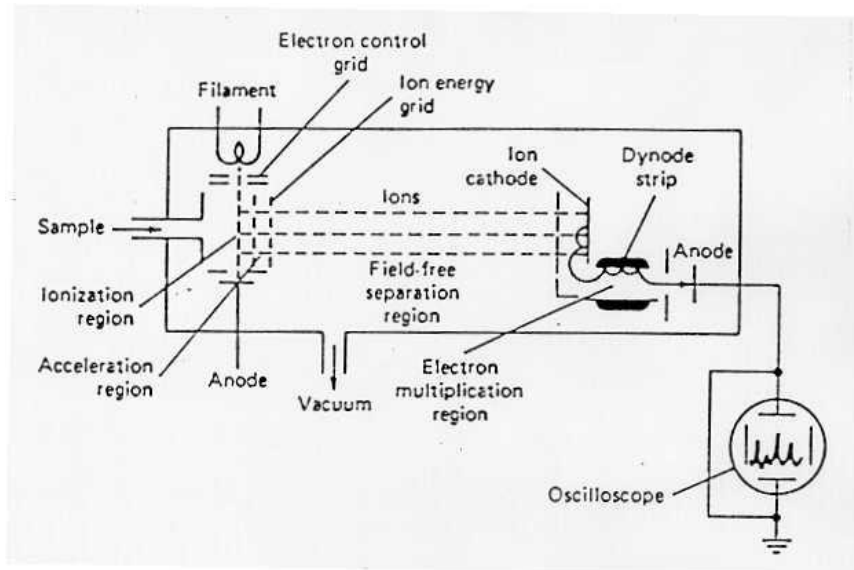 Electron control
grid
Ion energy
grid
Filament
Ion
cathode
Dynode
strip
Ions
Sample
Anode
Field-free
separation
region
Ionization
region
Acceleration
region
Anode
Vacuum
Electron
multiplication
region
Oscilloscope